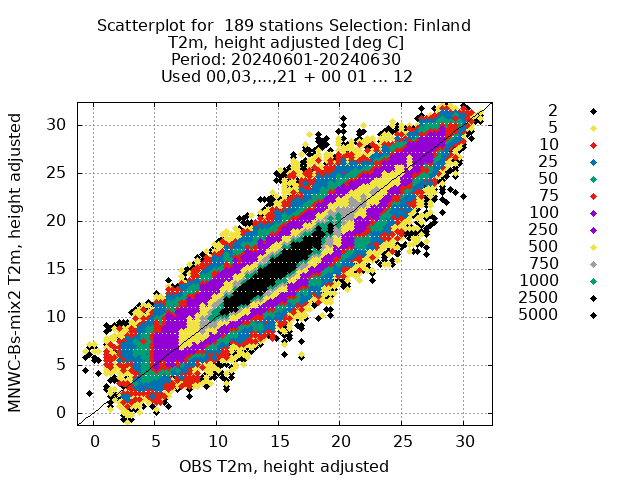 Scatterplot for  189 stations Selection: Finland
T2m, height adjusted [deg C]
Period: 20240601-20240630
Used 00,03,...,21 + 00 01 ... 12
MNWC-Bs-mix2 T2m, height adjusted
30
25
20
15
10
5
0
0 5 10 15 20 25 30
OBS T2m, height adjusted
2
5
10
25
50
75
100
250
500
750
1000
2500
5000